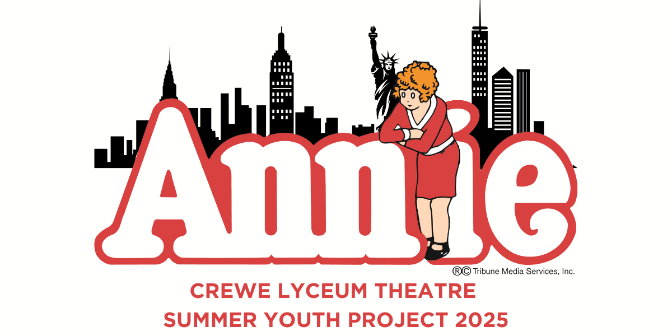 Annie
®© Tribune Media Services, Inc.
CREWE LYCEUM THEATRE
SUMMER YOUTH PROJECT 2025